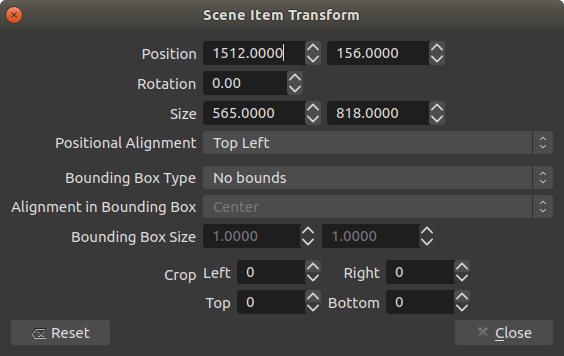 Scene Item Transform
Position 1512.0000 156.0000
Rotation 0.00
Size 565.0000 818.0000
Positional Alignment Top Left
Bounding Box Type No bounds
Alignment in Bounding Box Center
Bounding Box Size 1.0000 1.0000
Crop Left 0 Right 0
Top 0 Bottom 0
Reset Close